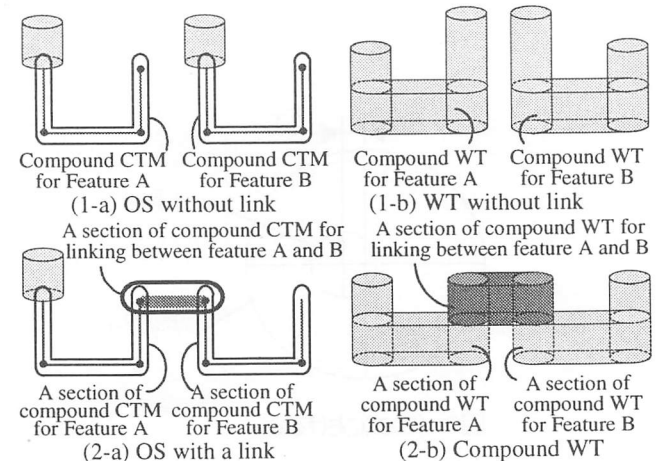 Compound CTM
for Feature A
Compound CTM
for Feature B
(1-a) OS without link
Compound WT
for Feature A
Compound WT
for Feature B
(1-b) WT without link
A section of compound CTM for
linking between feature A and B
A section of compound WT for
linking between feature A and B
A section of
compound CTM
for Feature A
A section of
compound CTM
for Feature B
(2-a) OS with a link
A section of
compound WT
for Feature A
A section of
compound WT
for Feature B
(2-b) Compound WT